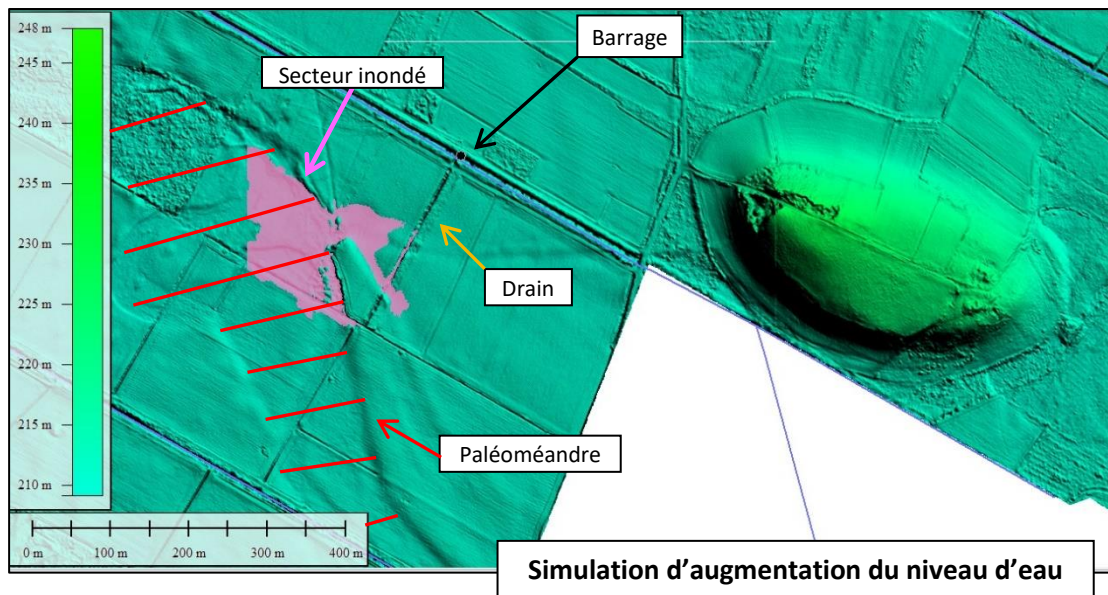 248 m
245 m
240 m
235 m
230 m
225 m
220 m
215 m
210 m
Barrage
Secteur inondé
Drain
Paléoméandre
0 m
100 m
200 m
300 m
400 m
Simulation d'augmentation du niveau d'eau